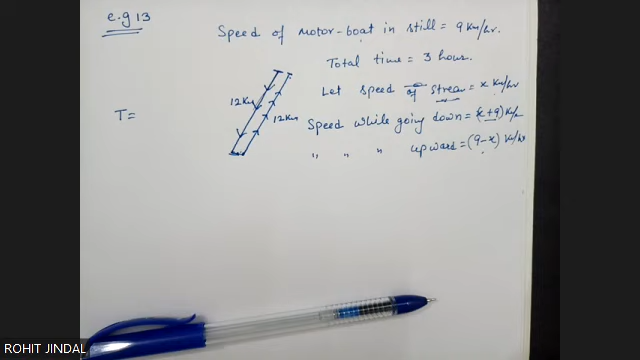 e.g 13
Speed of motor-boat in still = 9 Km/hr.
Total time = 3 hour.
Let speed of stream = x Km/hr
12Km
12Km
T=
Speed while going down = (x+9) Km/hr
" " " upward = (9-x) Km/hr
ROHIT JINDAL